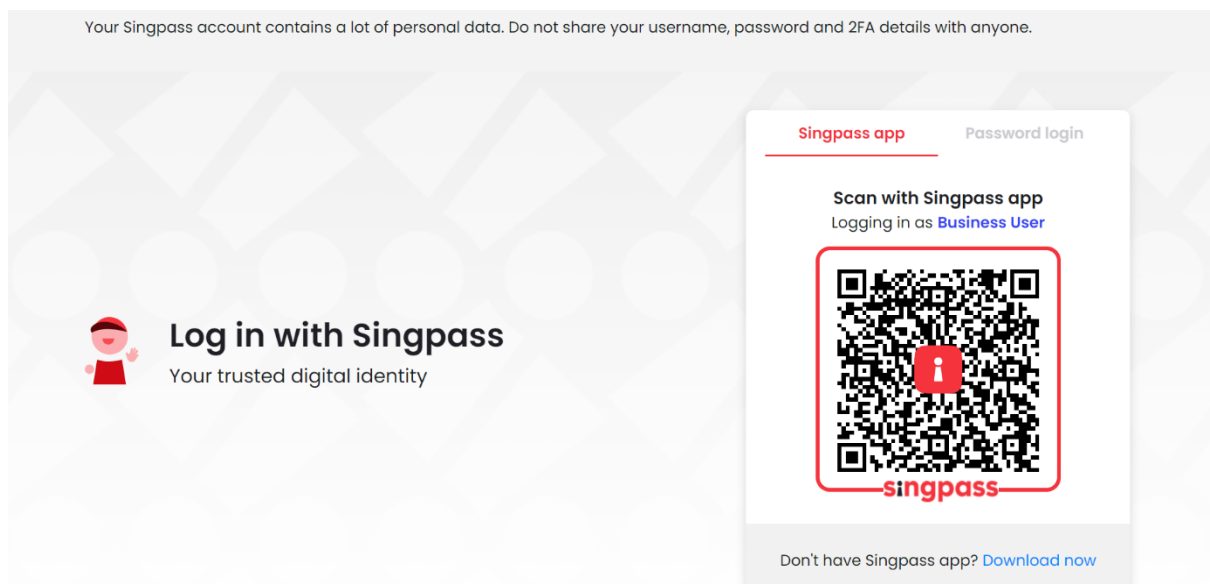 Your Singpass account contains a lot of personal data. Do not share your username, password and 2FA details with anyone.
Singpass app
Password login
Scan with Singpass app
Logging in as Business User
singpass
Log in with Singpass
Your trusted digital identity
Don't have Singpass app? Download now